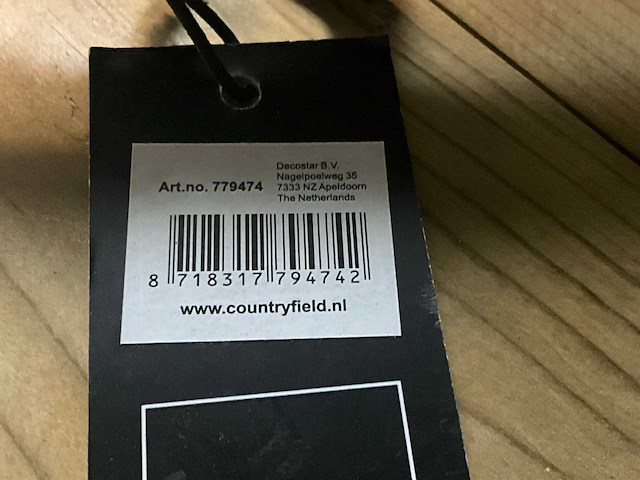 Decostar B.V.
Nagelpoelweg 35
Art.no. 779474
7333 NZ Apeldoorn
The Netherlands
8 718317 794742
www.countryfield.nl